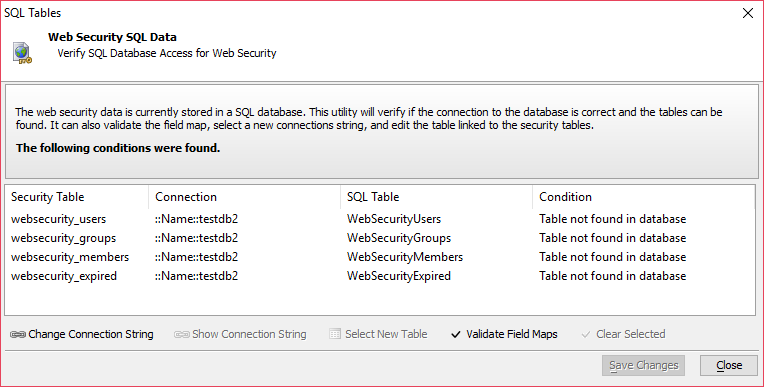 SQL Tables
Web Security SQL Data
Verify SQL Database Access for Web Security
The web security data is currently stored in a SQL database. This utility will verify if the connection to the database is correct and the tables can be
found. It can also validate the field map, select a new connections string, and edit the table linked to the security tables.
The following conditions were found.
Security Table Connection SQL Table Condition
websecurity_users ::Name::testdb2 WebSecurityUsers Table not found in database
websecurity_groups ::Name::testdb2 WebSecurityGroups Table not found in database
websecurity_members ::Name::testdb2 WebSecurityMembers Table not found in database
websecurity_expired ::Name::testdb2 WebSecurityExpired Table not found in database
Change Connection String Show Connection String Select New Table Validate Field Maps Clear Selected
Save Changes Close